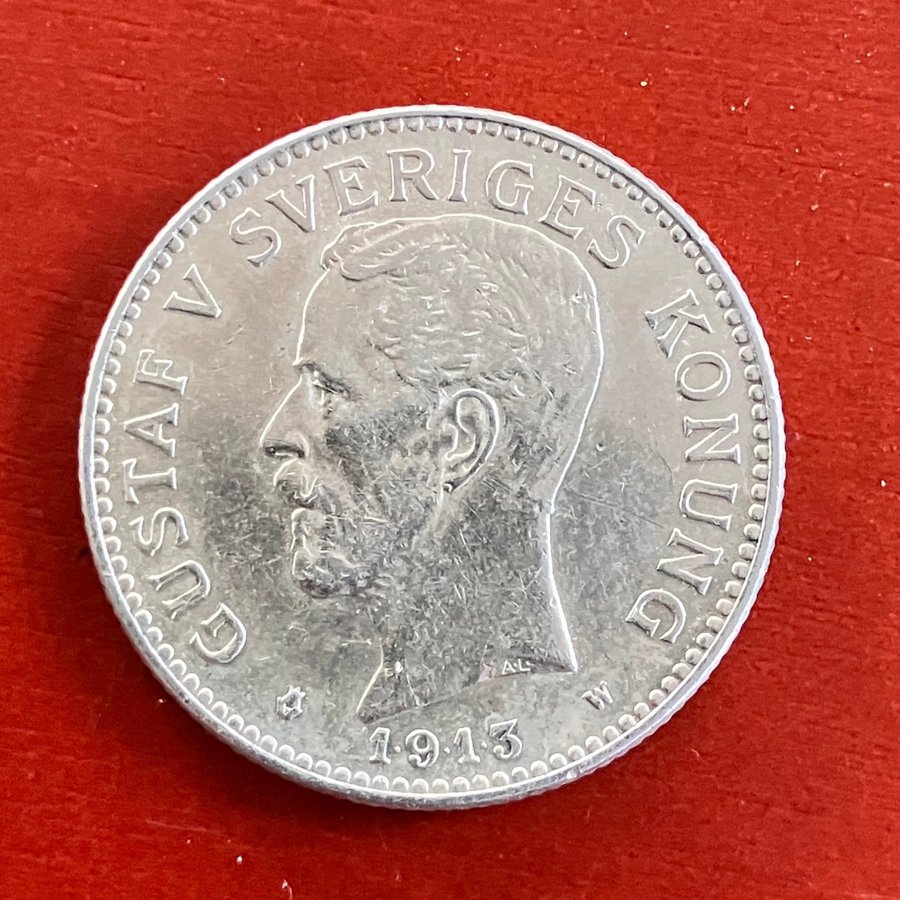 GUSTAF V SVERIGES KONUNG
AL
W
1·9·1·3